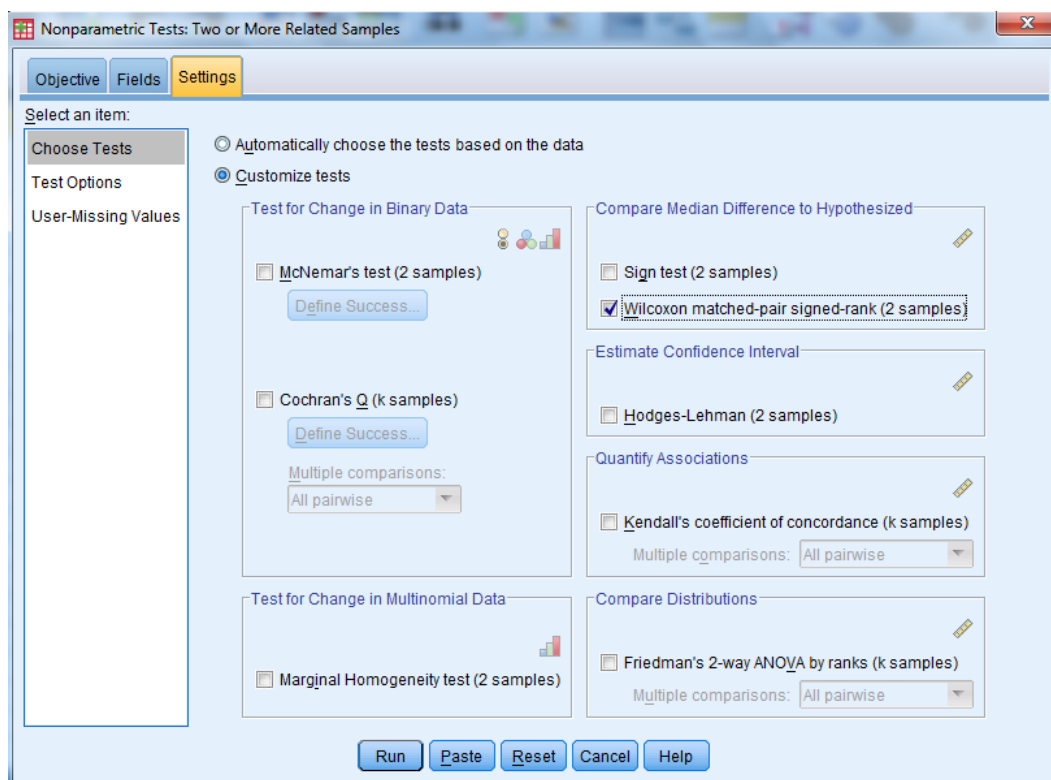 Nonparametric Tests: Two or More Related Samples
Objective Fields Settings
Select an item:
Choose Tests
Test Options
User-Missing Values
Automatically choose the tests based on the data
Customize tests
Test for Change in Binary Data
McNemar's test (2 samples)
Define Success...
Cochran's Q (k samples)
Define Success...
Multiple comparisons:
All pairwise
Test for Change in Multinomial Data
Marginal Homogeneity test (2 samples)
Compare Median Difference to Hypothesized
Sign test (2 samples)
Wilcoxon matched-pair signed-rank (2 samples)
Estimate Confidence Interval
Hodges-Lehman (2 samples)
Quantify Associations
Kendall's coefficient of concordance (k samples)
Multiple comparisons: All pairwise
Compare Distributions
Friedman's 2-way ANOVA by ranks (k samples)
Multiple comparisons: All pairwise
Run Paste Reset Cancel Help